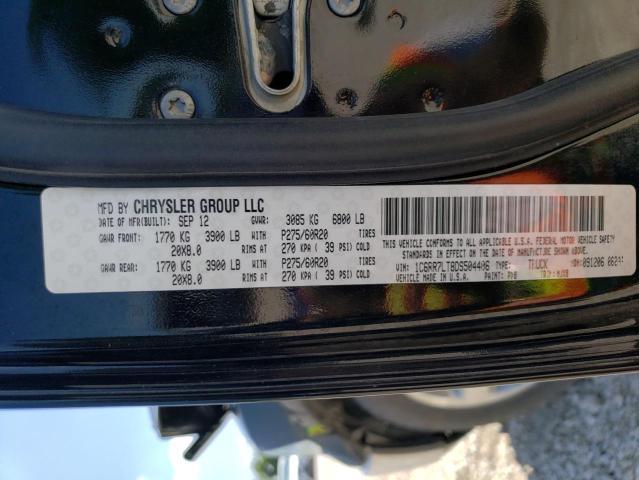 MFD BY CHRYSLER GROUP LLC
DATE OF MFR(BUILT): SEP 12 GVWR: 3085 KG 6800 LB
GAWR FRONT: 1770 KG 3900 LB WITH P275/60R20 TIRES
20X8.0 RIMS AT 270 KPA ( 39 PSI) COLD
GAWR REAR: 1770 KG 3900 LB WITH P275/60R20 TIRES
20X8.0 RIMS AT 270 KPA ( 39 PSI) COLD
THIS VEHICLE CONFORMS TO ALL APPLICABLE U.S.A. FEDERAL MOTOR VEHICLE SAFETY
STANDARDS IN EFFECT ON THE DATE OF MANUFACTURE SHOWN ABOVE.
VIN: 1C6RR7LT8DS504406 TYPE: TRUCK 091206
VEHICLE MADE IN U.S.A. PAINT: TRIM: